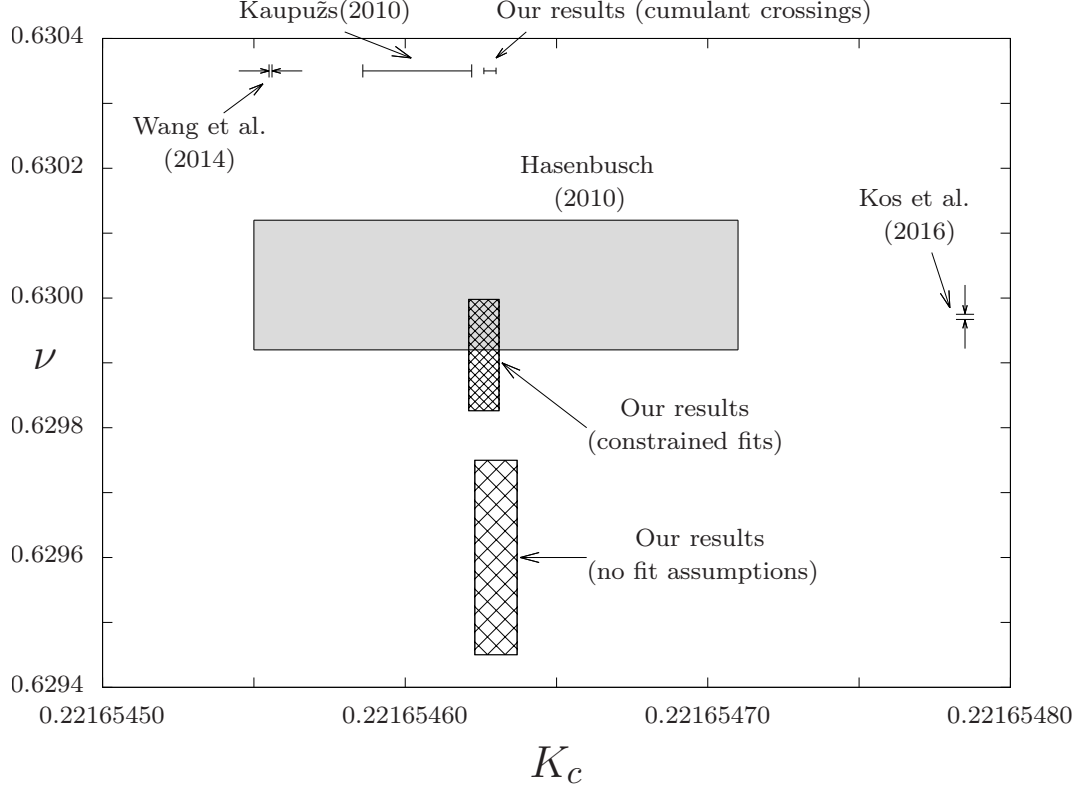 Kaupuz̃s(2010)
Our results (cumulant crossings)
0.6304
Wang et al.
(2014)
0.6302
Hasenbusch
(2010)
Kos et al.
(2016)
0.6300
ν
Our results
(constrained fits)
0.6298
Our results
(no fit assumptions)
0.6296
0.6294
0.22165450
0.22165460
0.22165470
0.22165480
K_c